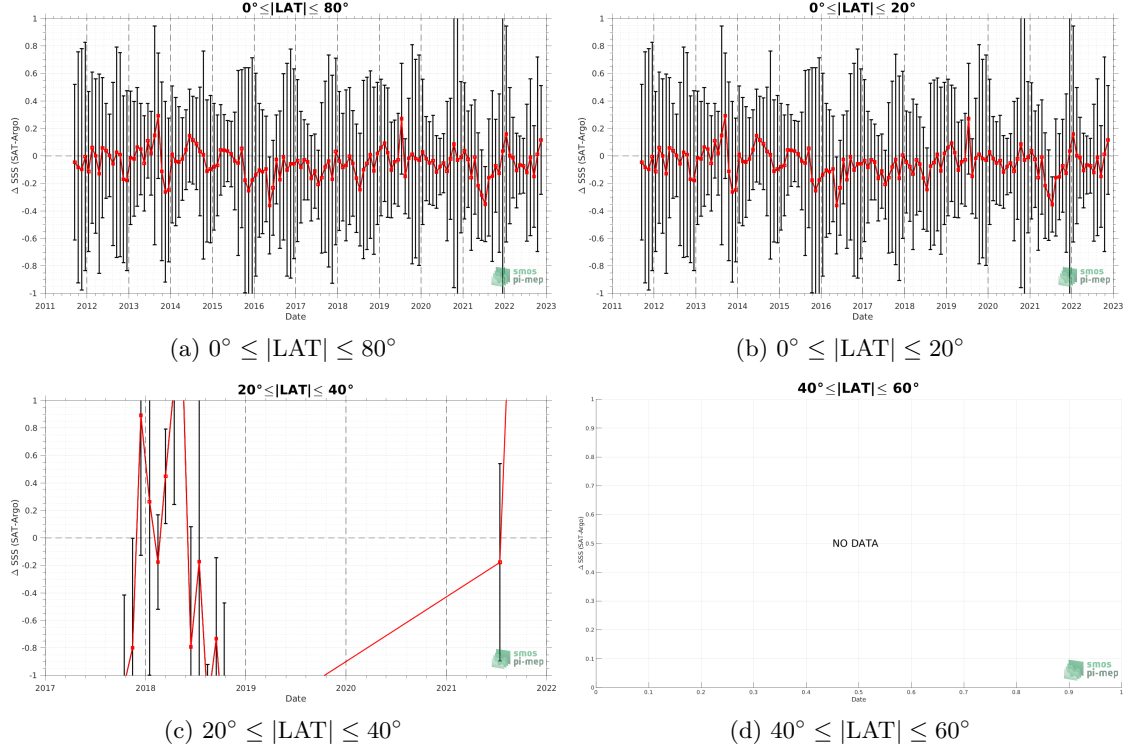 0°≤|LAT|≤ 80°
1
0.8
0.6
0.4
0.2
0
-0.2
-0.4
-0.6
-0.8
-1
Δ SSS (SAT-Argo)
2011 2012 2013 2014 2015 2016 2017 2018 2019 2020 2021 2022 2023
Date
smos
pi-mep
(a) 0° ≤ |LAT| ≤ 80°
0°≤|LAT|≤ 20°
1
0.8
0.6
0.4
0.2
0
-0.2
-0.4
-0.6
-0.8
-1
Δ SSS (SAT-Argo)
2011 2012 2013 2014 2015 2016 2017 2018 2019 2020 2021 2022 2023
Date
smos
pi-mep
(b) 0° ≤ |LAT| ≤ 20°
20°≤|LAT|≤ 40°
1
0.8
0.6
0.4
0.2
0
-0.2
-0.4
-0.6
-0.8
-1
Δ SSS (SAT-Argo)
2017 2018 2019 2020 2021 2022
Date
smos
pi-mep
(c) 20° ≤ |LAT| ≤ 40°
40°≤|LAT|≤ 60°
1
0.9
0.8
0.7
0.6
0.5
0.4
0.3
0.2
0.1
0
Δ SSS (SAT-Argo)
NO DATA
0 0.1 0.2 0.3 0.4 0.5 0.6 0.7 0.8 0.9 1
Date
smos
pi-mep
(d) 40° ≤ |LAT| ≤ 60°